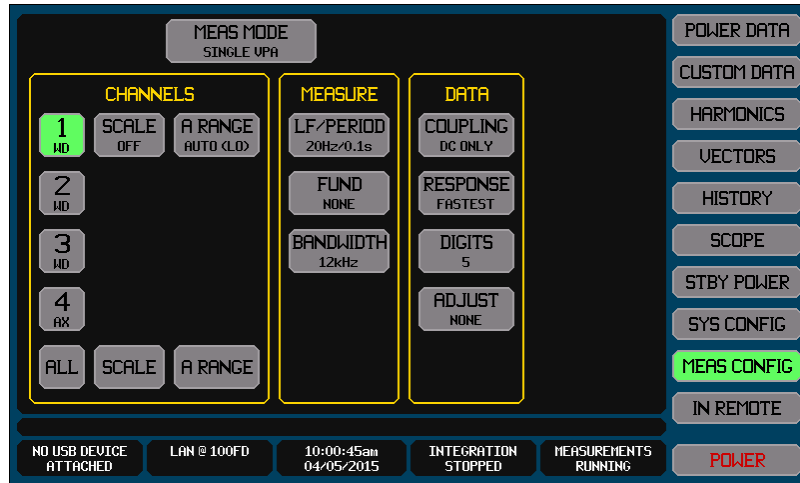 MEAS MODE
SINGLE VPA
CHANNELS
1
WD
SCALE
OFF
A RANGE
AUTO (LO)
2
WD
3
WD
4
AX
ALL
SCALE
A RANGE
MEASURE
LF/PERIOD
20Hz/0.1s
FUND
NONE
BANDWIDTH
12kHz
DATA
COUPLING
DC ONLY
RESPONSE
FASTEST
DIGITS
5
ADJUST
NONE
POWER DATA
CUSTOM DATA
HARMONICS
VECTORS
HISTORY
SCOPE
STBY POWER
SYS CONFIG
MEAS CONFIG
IN REMOTE
POWER
NO USB DEVICE
ATTACHED
LAN @ 100FD
10:00:45am
04/05/2015
INTEGRATION
STOPPED
MEASUREMENTS
RUNNING